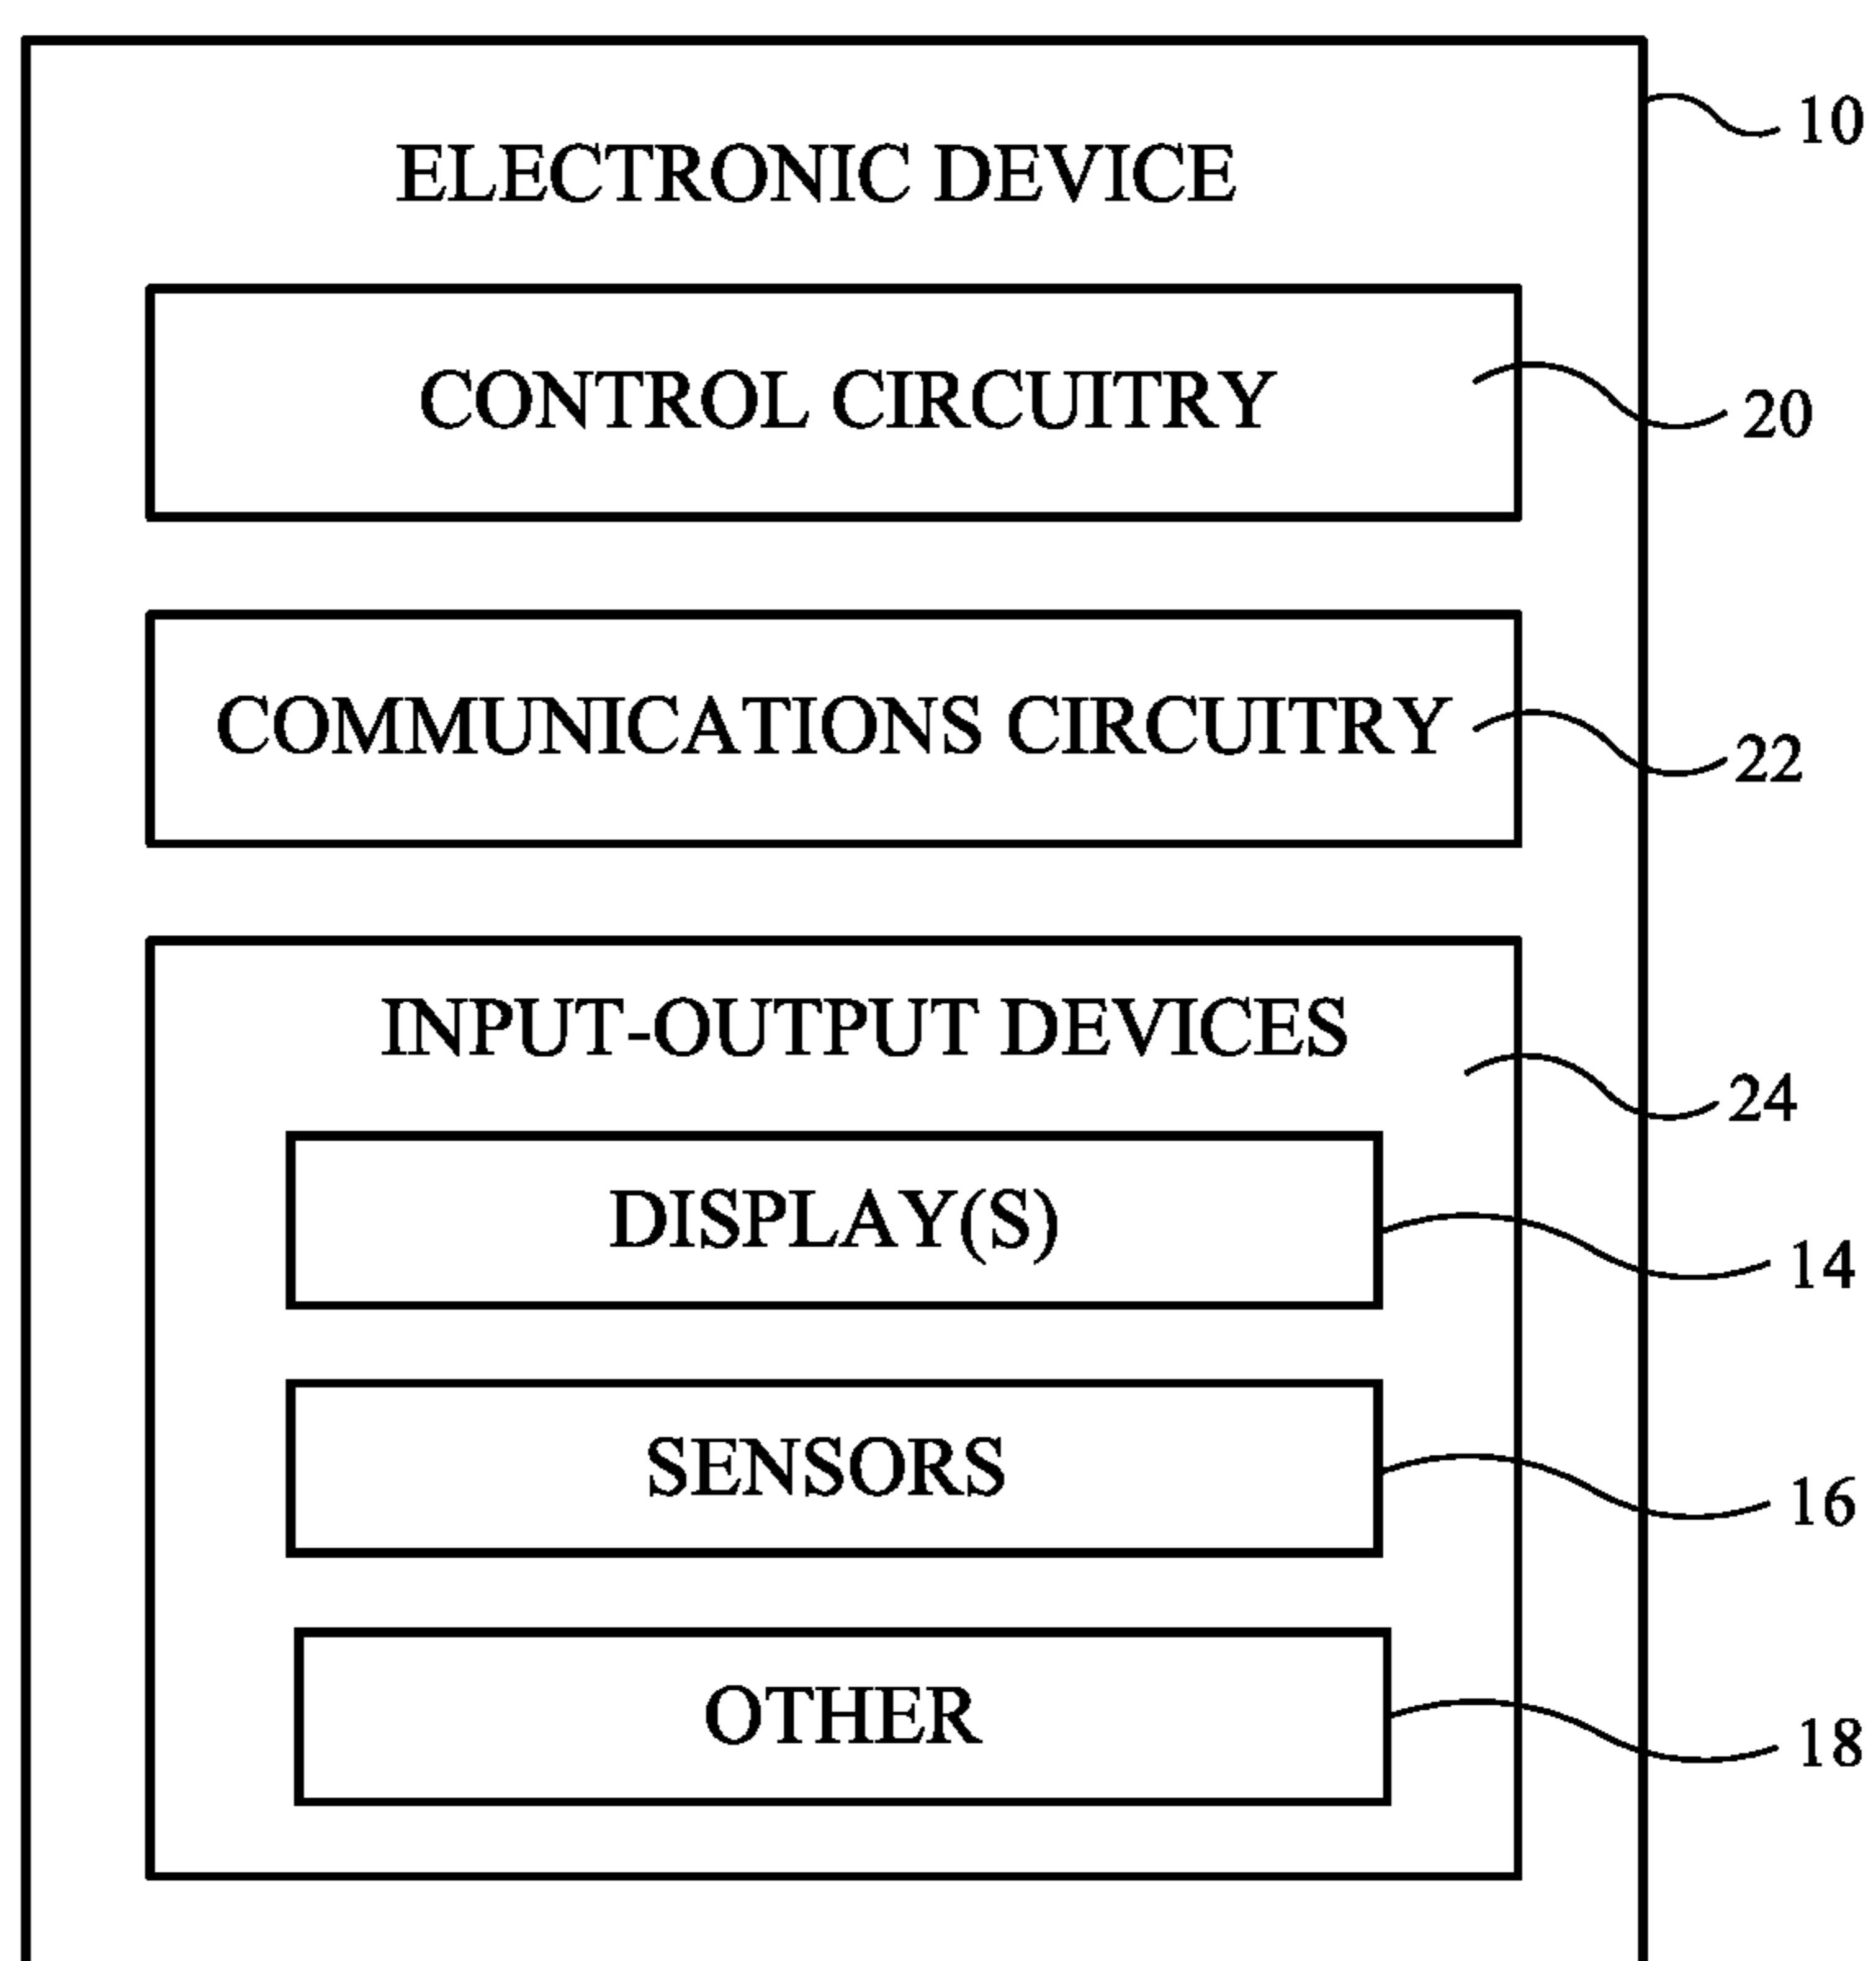 ELECTRONIC DEVICE
10
CONTROL CIRCUITRY
20
COMMUNICATIONS CIRCUITRY
22
INPUT-OUTPUT DEVICES
24
DISPLAY(S)
14
SENSORS
16
OTHER
18